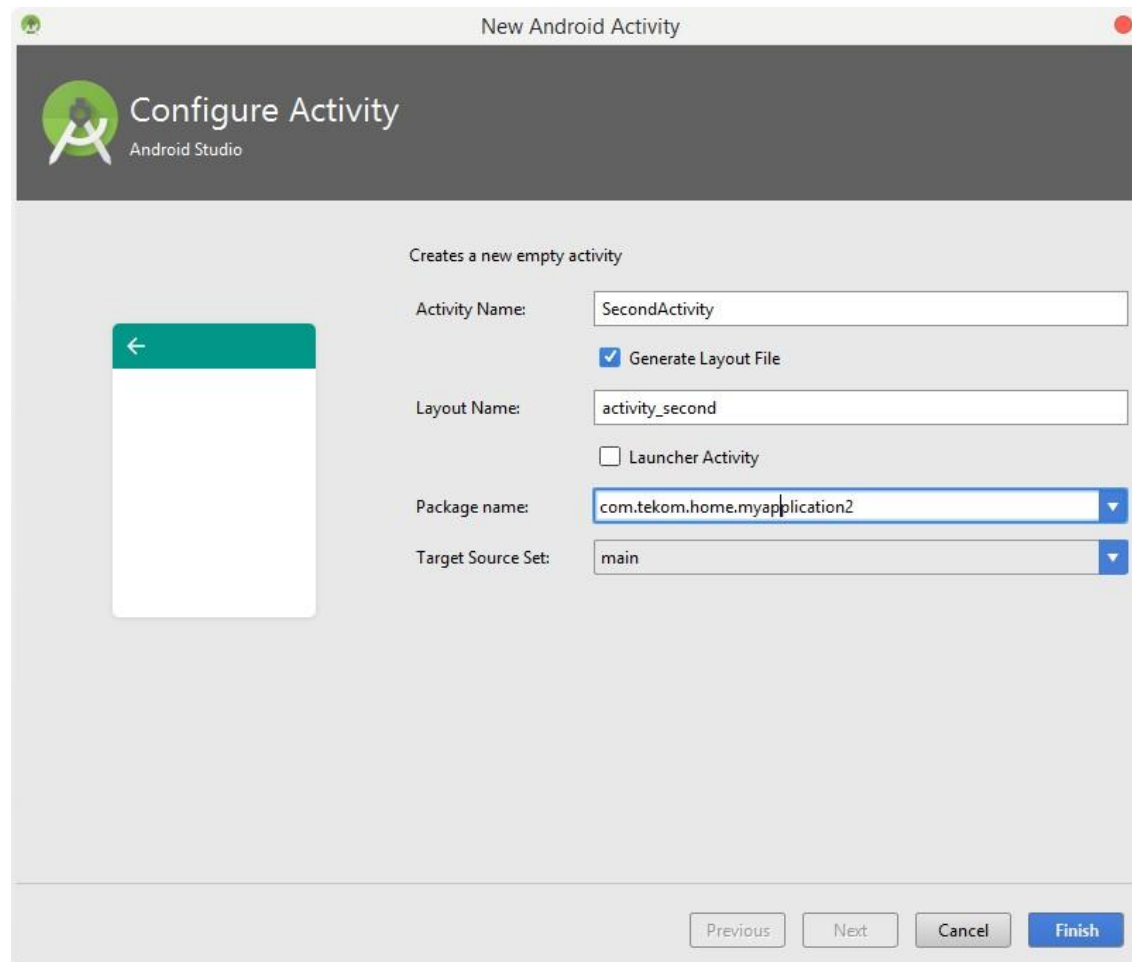 New Android Activity
Configure Activity
Android Studio
Creates a new empty activity
Activity Name: SecondActivity
Generate Layout File
Layout Name: activity_second
Launcher Activity
Package name: com.tekom.home.myapplication2
Target Source Set: main
Previous Next Cancel Finish